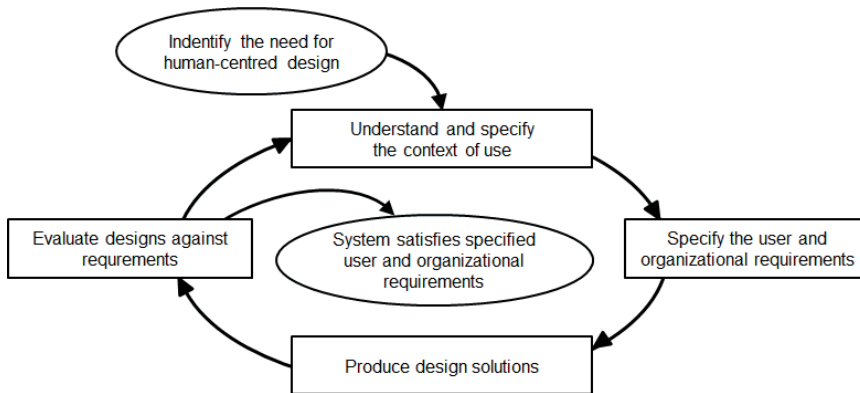 Indentify the need for
human-centred design
Understand and specify
the context of use
Evaluate designs against
requrements
System satisfies specified
user and organizational
requirements
Specify the user and
organizational requirements
Produce design solutions